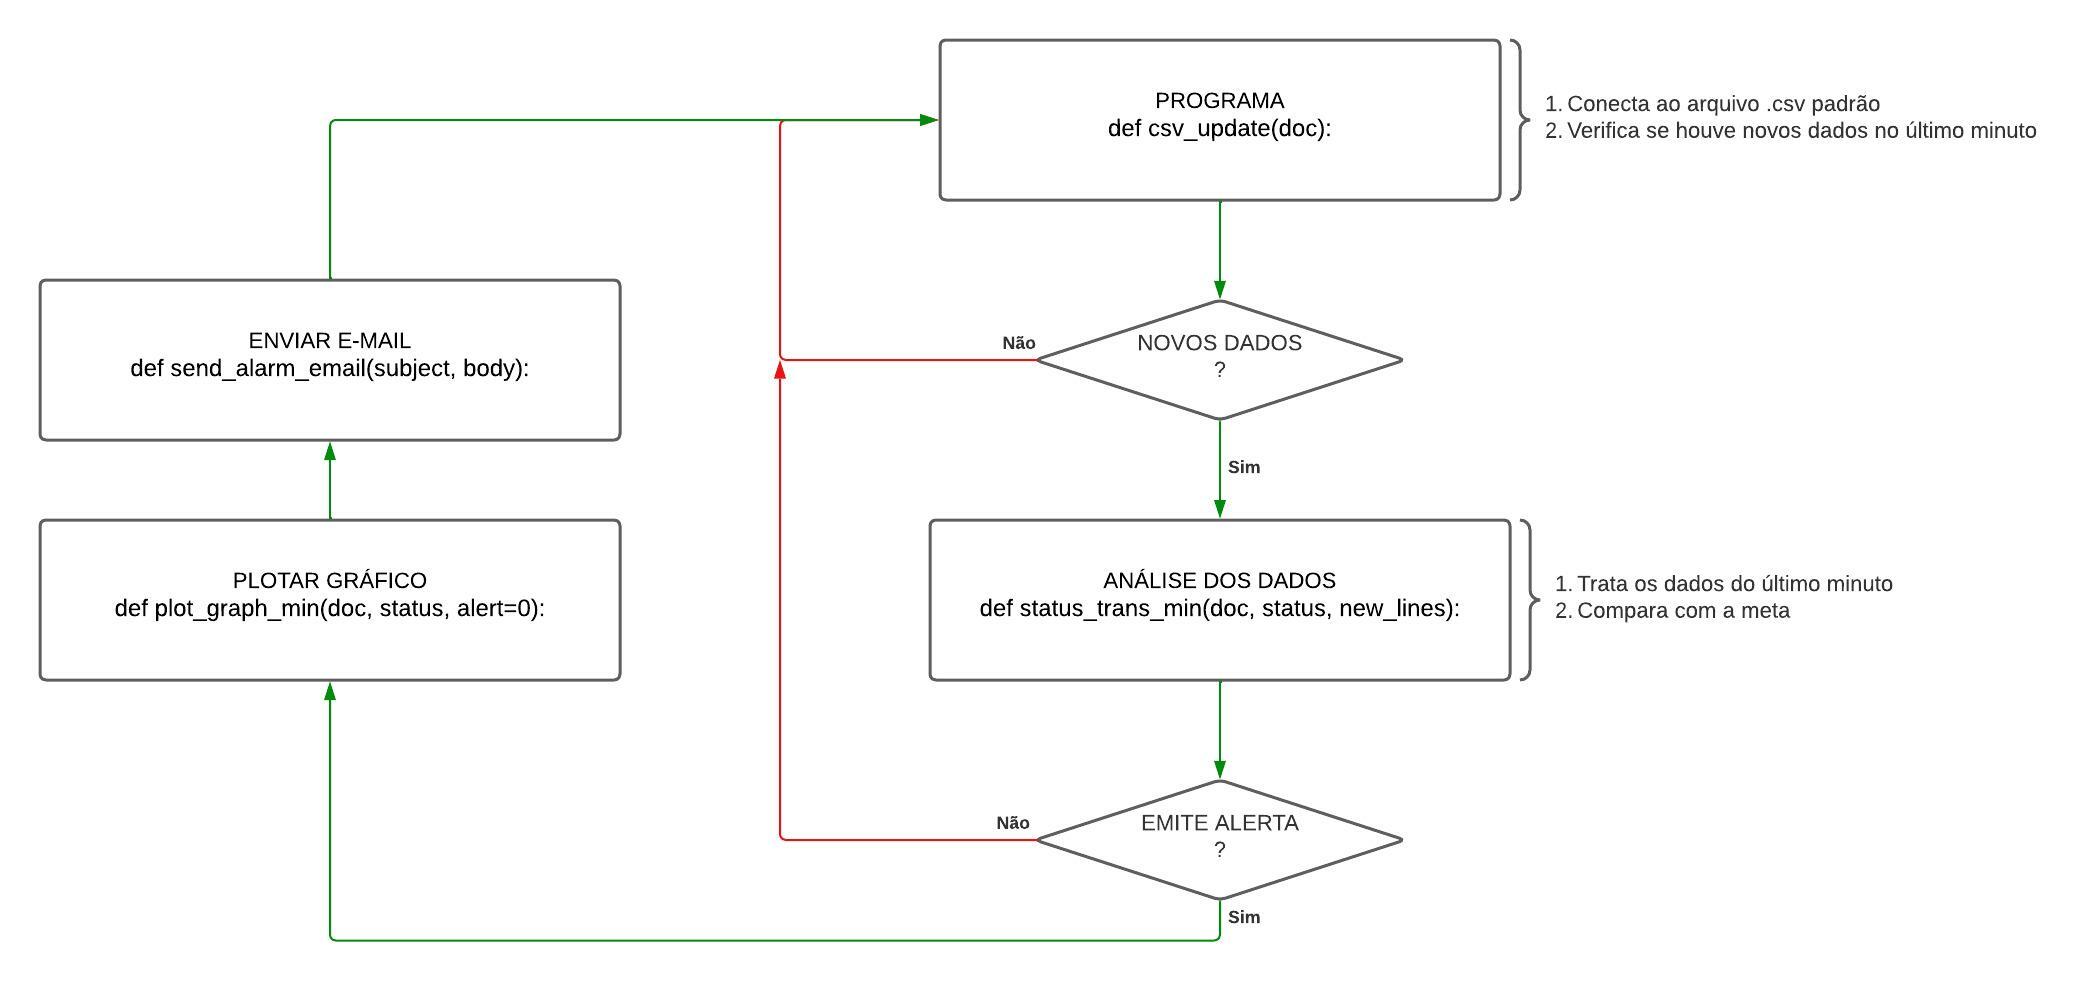 PROGRAMA
def csv_update(doc):
1. Conecta ao arquivo .csv padrão
2. Verifica se houve novos dados no último minuto
ENVIAR E-MAIL
def send_alarm_email(subject, body):
Não
NOVOS DADOS
?
Sim
PLOTAR GRÁFICO
def plot_graph_min(doc, status, alert=0):
ANÁLISE DOS DADOS
def status_trans_min(doc, status, new_lines):
1. Trata os dados do último minuto
2. Compara com a meta
Não
EMITE ALERTA
?
Sim